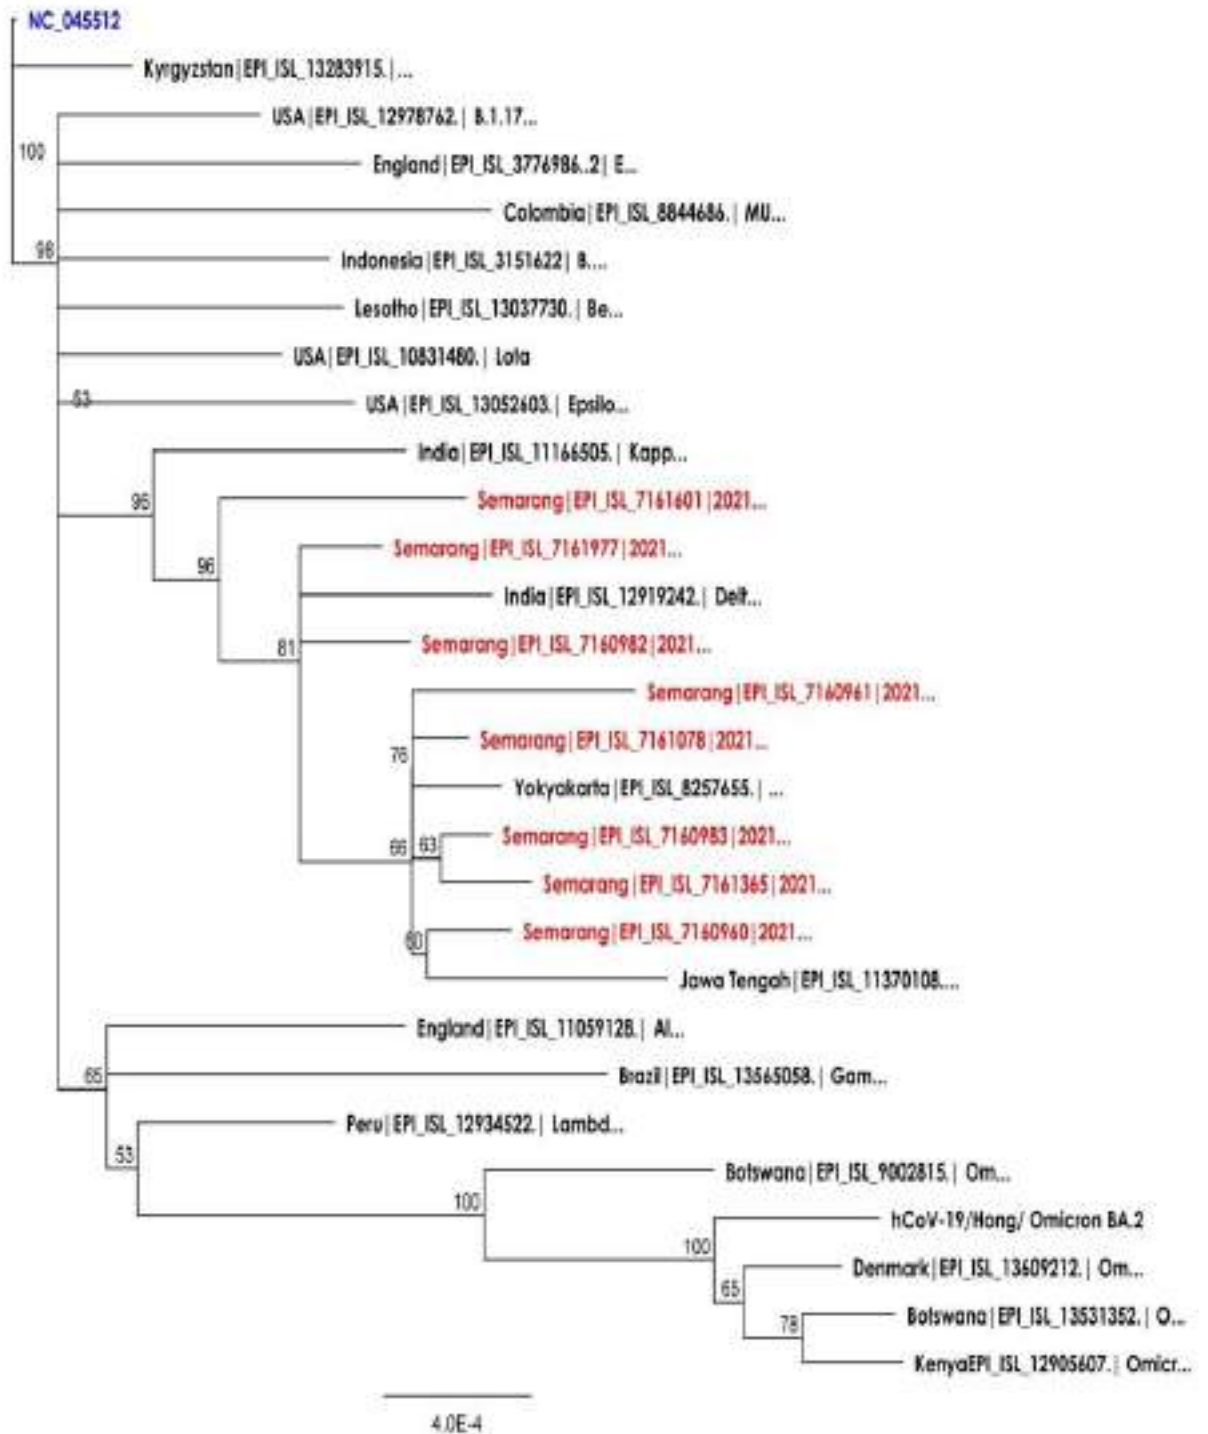 NC_045512
Kyrgyzstan|EPI_ISL_13283915.|...
USA|EPI_ISL_12978762.| B.1.17...
100
England|EPI_ISL_3776986..2| E...
Colombia|EPI_ISL_8844686.| MU...
98
Indonesia|EPI_ISL_3151622| B....
Lesotho|EPI_ISL_13037730.| Be...
USA|EPI_ISL_10831480.| Lota
53
USA|EPI_ISL_13052603.| Epsilo...
India|EPI_ISL_11166505.| Kapp...
95
Semarang|EPI_ISL_7161601|2021...
Semarang|EPI_ISL_7161977|2021...
96
India|EPI_ISL_12919242.| Delt...
81
Semarang|EPI_ISL_7160982|2021...
Semarang|EPI_ISL_7160961|2021...
76
Semarang|EPI_ISL_7161078|2021...
Yokyakarta|EPI_ISL_8257655.| ...
66
63
Semarang|EPI_ISL_7160983|2021...
Semarang|EPI_ISL_7161365|2021...
60
Semarang|EPI_ISL_7160960|2021...
Jawa Tengah|EPI_ISL_11370108....
England|EPI_ISL_11059128.| Al...
65
Brazil|EPI_ISL_13565058.| Gam...
Peru|EPI_ISL_12934522.| Lambd...
53
Botswana|EPI_ISL_9002815.| Om...
100
hCoV-19/Hong/ Omicron BA.2
100
Denmark|EPI_ISL_13609212.| Om...
65
Botswana|EPI_ISL_13531352.| O...
78
KenyaEPI_ISL_12905607.| Omicr...
4.0E-4